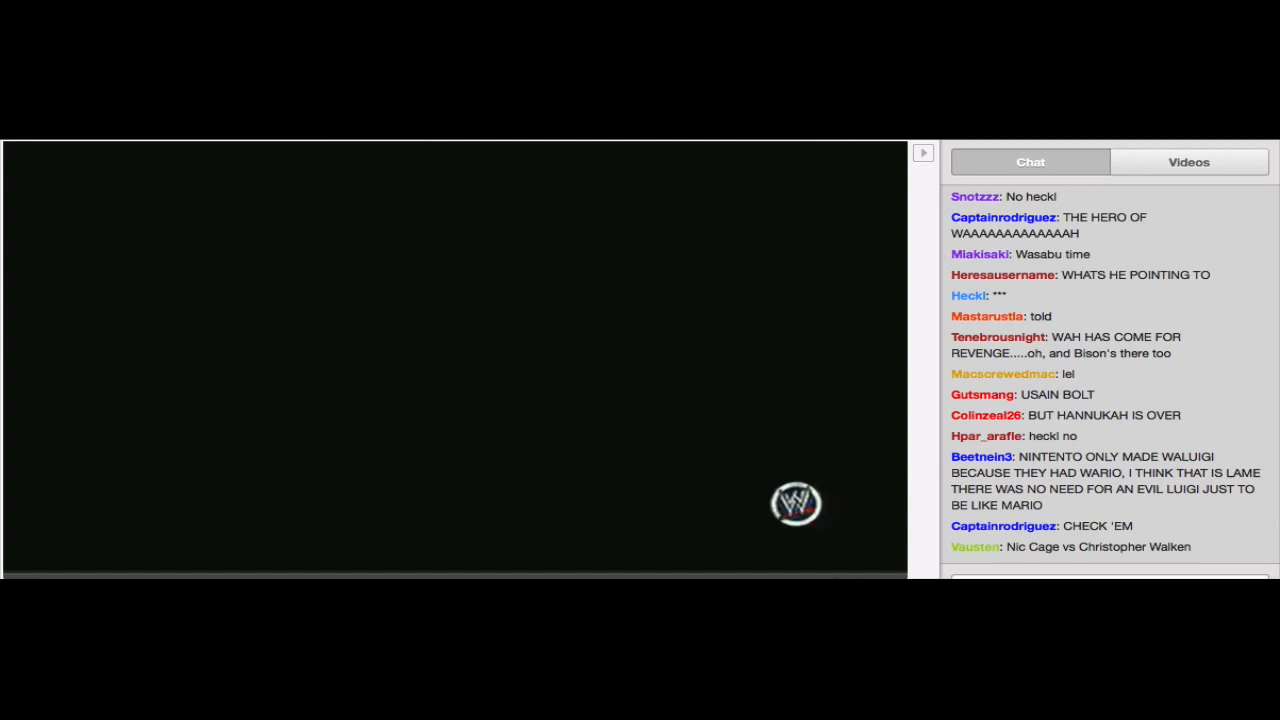 Chat
Videos
Snotzzz: No heckl
Captainrodriguez: THE HERO OF
WAAAAAAAAAAAAAH
Miakisaki: Wasabu time
Heresausername: WHATS HE POINTING TO
Heckl: ***
Mastarustla: told
Tenebrousnight: WAH HAS COME FOR
REVENGE.....oh, and Bison's there too
Macscrewedmac: lel
Gutsmang: USAIN BOLT
Colinzeal26: BUT HANNUKAH IS OVER
Hpar_arafle: heckl no
Beetnein3: NINTENTO ONLY MADE WALUIGI
BECAUSE THEY HAD WARIO, I THINK THAT IS LAME
THERE WAS NO NEED FOR AN EVIL LUIGI JUST TO
BE LIKE MARIO
Captainrodriguez: CHECK 'EM
Vausten: Nic Cage vs Christopher Walken
W